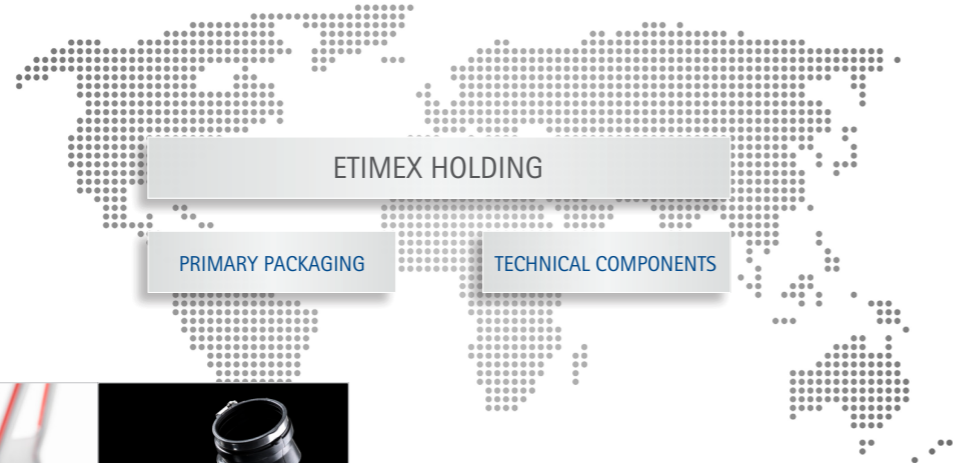 ETIMEX HOLDING
PRIMARY PACKAGING
TECHNICAL COMPONENTS